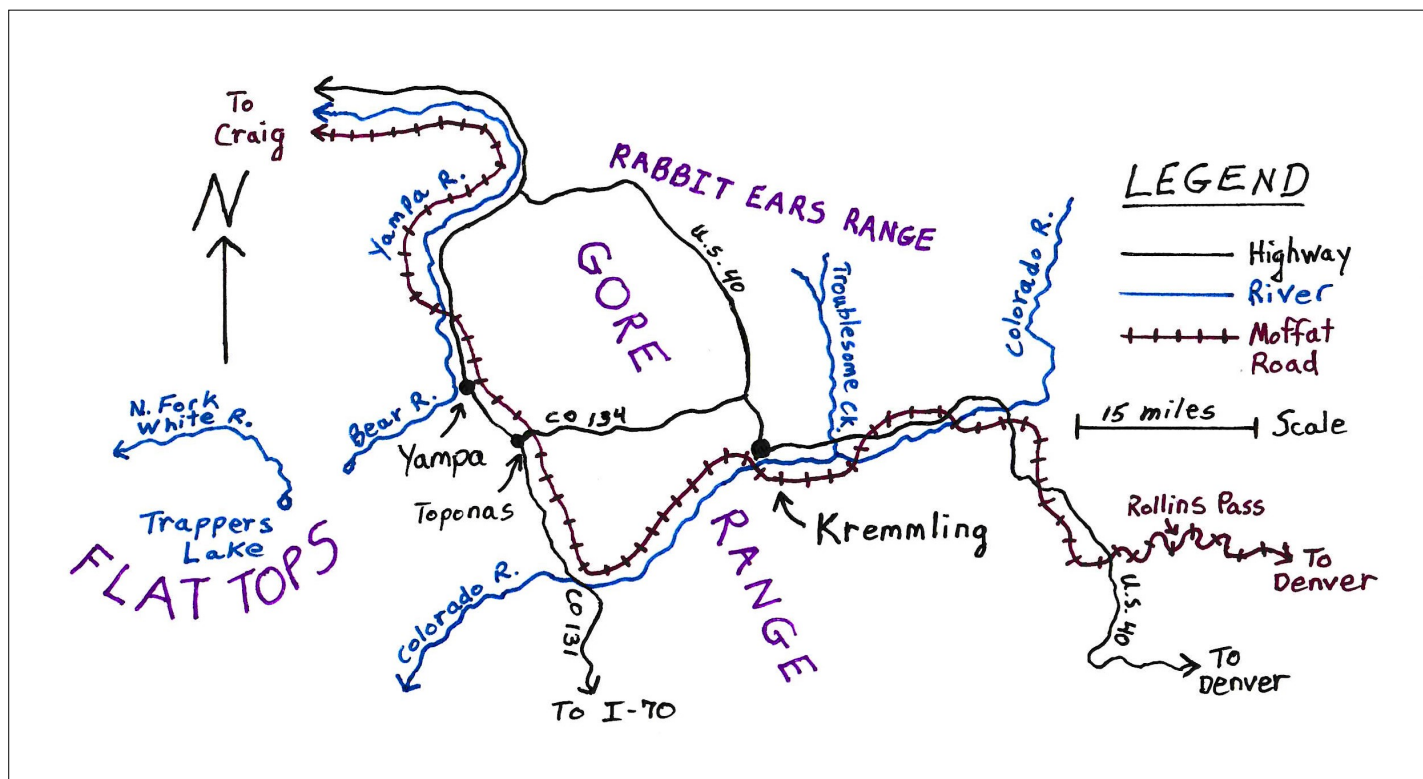 To
Craig
N
Yampa R.
RABBIT EARS RANGE
U.S. 40
GORE
RANGE
Troublesome Ck.
Colorado R.
LEGEND
Highway
River
Moffat
Road
15 miles
Scale
N. Fork
White R.
Trappers
Lake
FLAT TOPS
Bear R.
Yampa
Toponas
CO 134
Kremmling
Rollins Pass
To
Denver
U.S. 40
To
Denver
Colorado R.
CO 131
To I-70